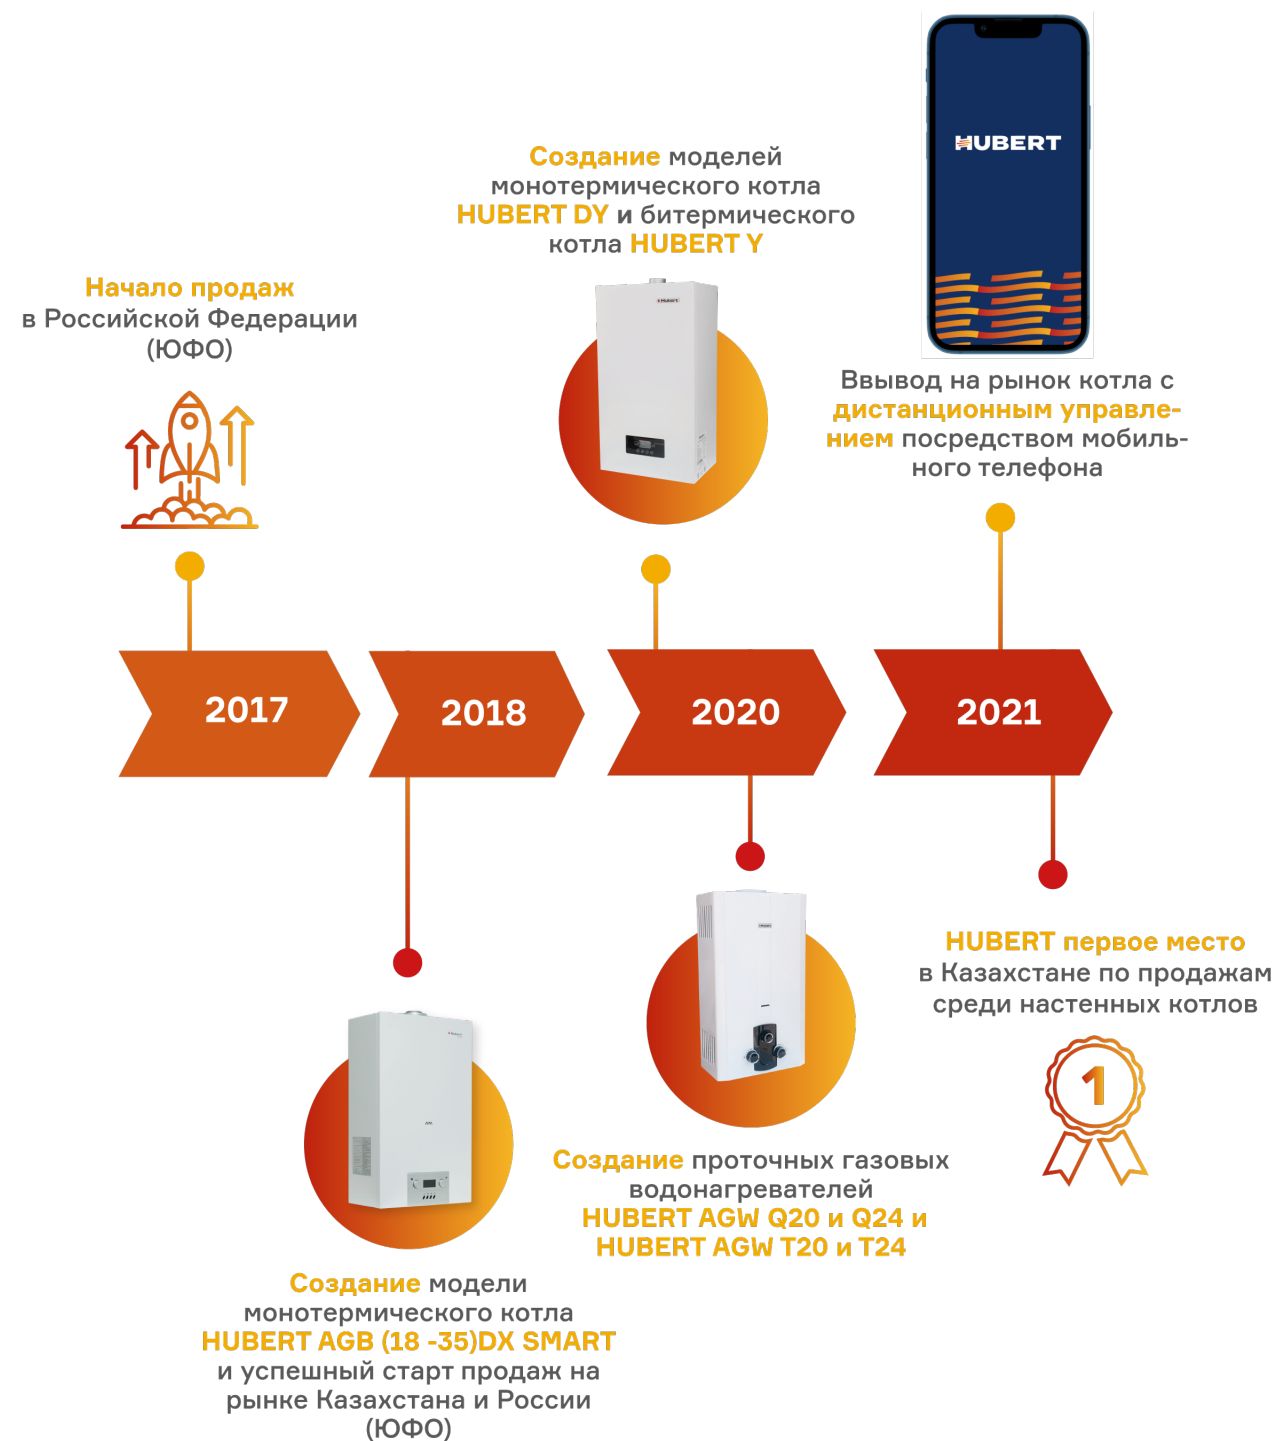 HUBERT
Создание моделей
монотермического котла
HUBERT DY и битермического
котла HUBERT Y
Hubert
Начало продаж
в Российской Федерации
(ЮФО)
Ввывод на рынок котла с
дистанционным управле-
нием посредством мобиль-
ного телефона
2017
2018
2020
2021
HUBERT первое место
в Казахстане по продажам
среди настенных котлов
1
Создание проточных газовых
водонагревателей
HUBERT AGW Q20 и Q24 и
HUBERT AGW T20 и T24
Hubert
Создание модели
монотермического котла
HUBERT AGB (18 -35)DX SMART
и успешный старт продаж на
рынке Казахстана и России
(ЮФО)